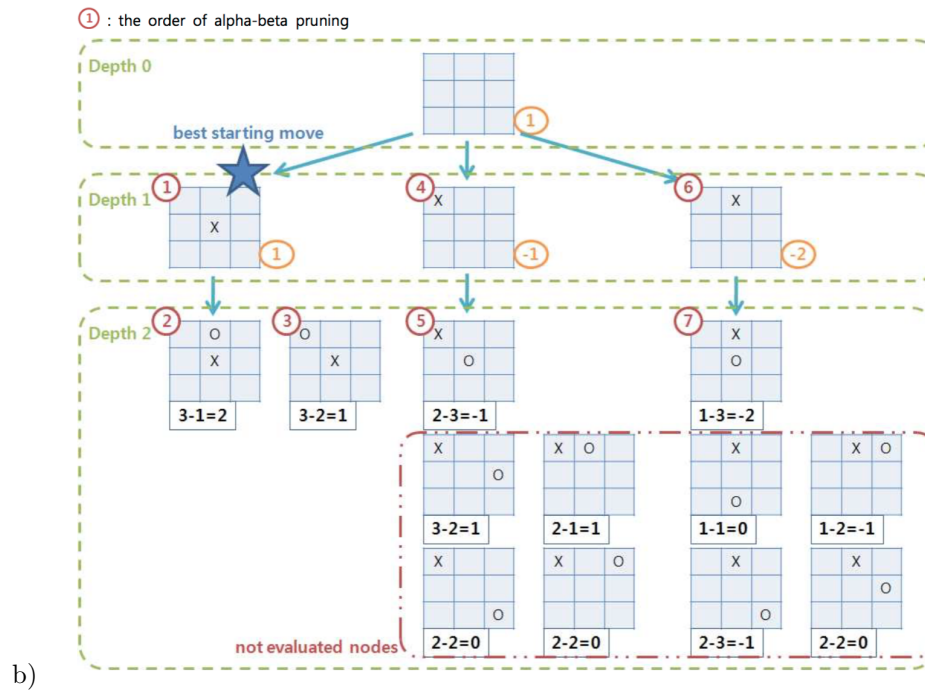 1 : the order of alpha-beta pruning
Depth 0
1
best starting move
Depth 1
1
X
1
4
X
-1
6
X
-2
Depth 2
2
O
X
3-1=2
3
O
X
3-2=1
5
X
O
2-3=-1
7
X
O
1-3=-2
X
O
3-2=1
X O
2-1=1
X
O
1-1=0
X O
1-2=-1
X
O
2-2=0
X O
2-2=0
X
O
2-3=-1
X
O
2-2=0
not evaluated nodes
b)